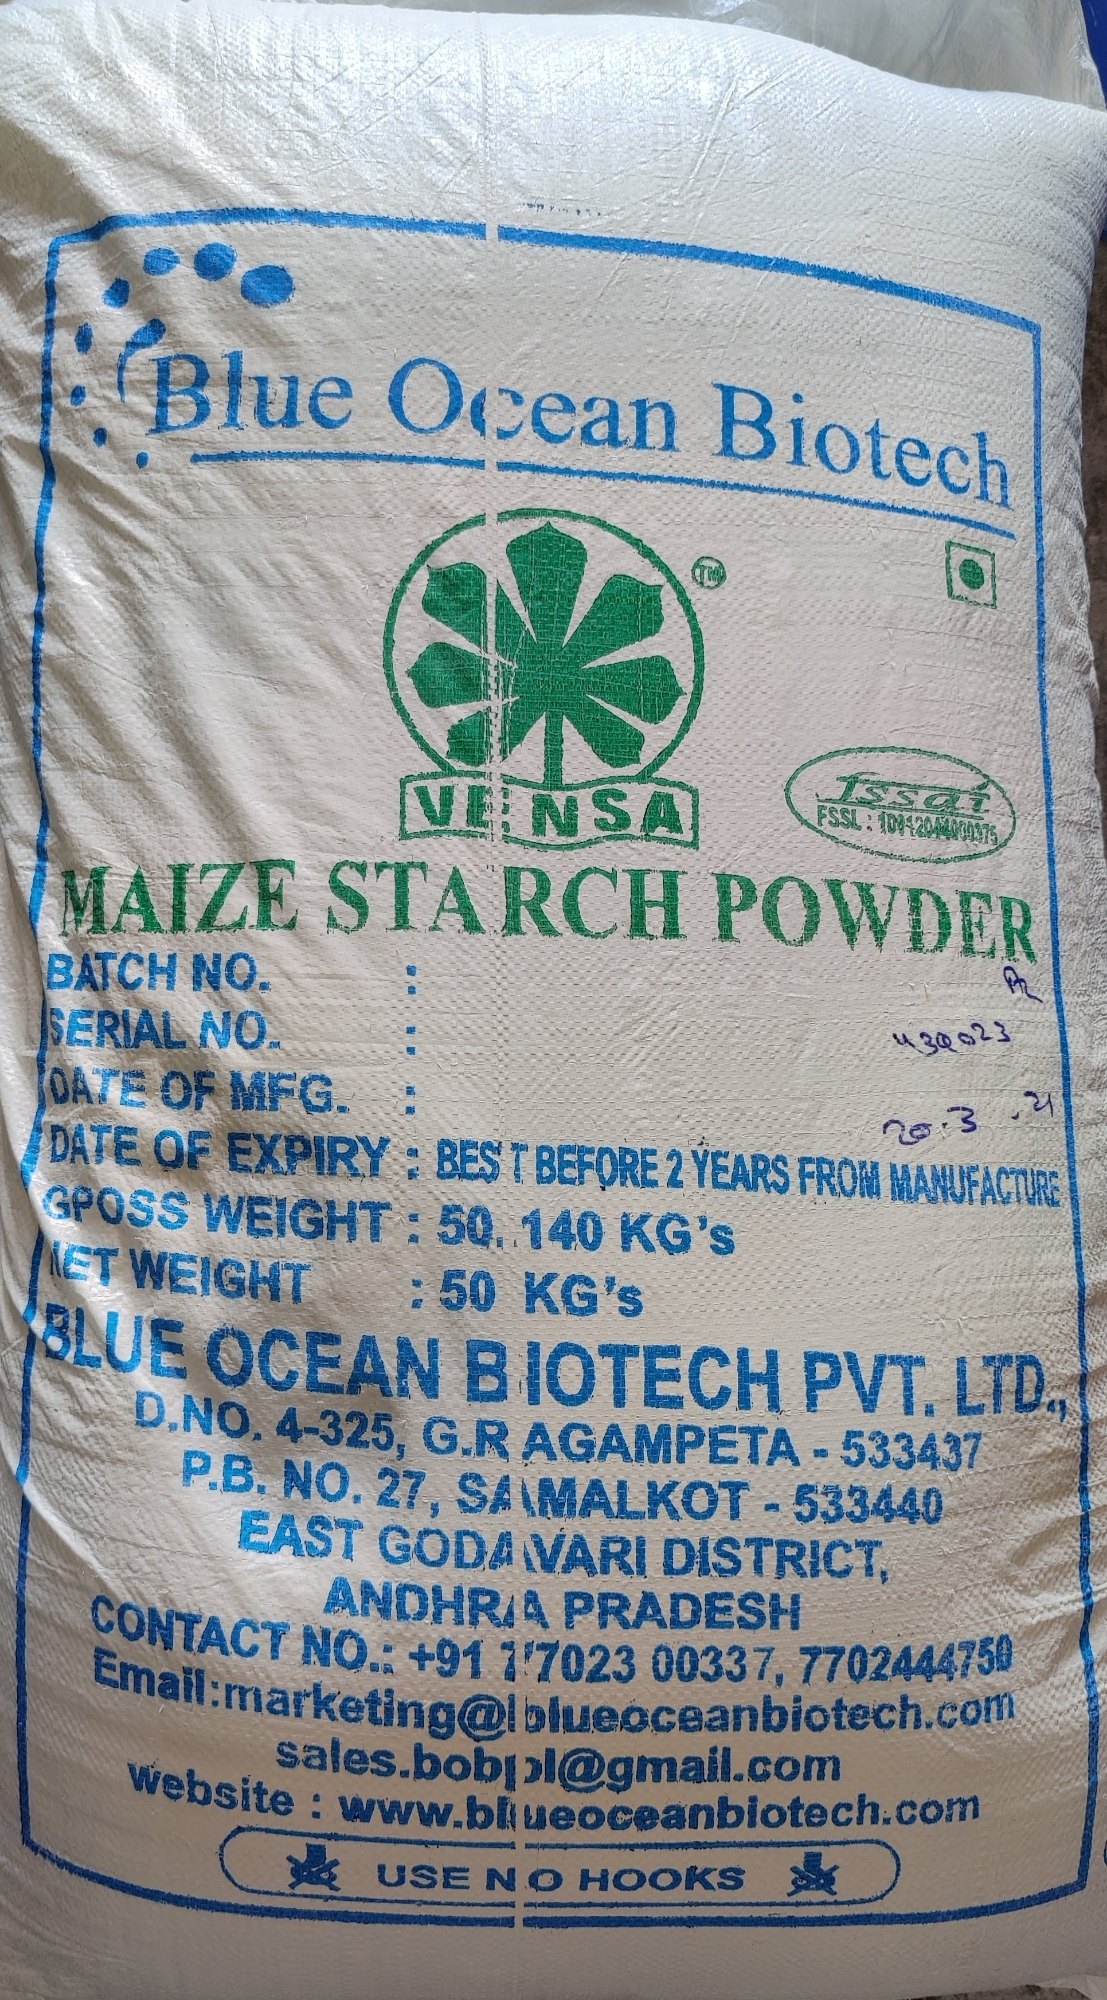 Blue Ocean Biotech
TM
VENSA
fssai
MAIZE STARCH POWDER
BATCH NO. :
SERIAL NO. :
DATE OF MFG. : 20.3.21
DATE OF EXPIRY : BEST BEFORE 2 YEARS FROM MANUFACTURE
GPOSS WEIGHT : 50.140 KG's
NET WEIGHT : 50 KG's
BLUE OCEAN BIOTECH PVT. LTD.,
D.NO. 4-325, G.RAGAMPETA - 533437
P.B. NO. 27, SAMALKOT - 533440
EAST GODAVARI DISTRICT,
ANDHRA PRADESH
CONTACT NO.: +91 77023 00337, 7702444750
Email:marketing@blueoceanbiotech.com
sales.bobpl@gmail.com
website : www.blueoceanbiotech.com
USE NO HOOKS